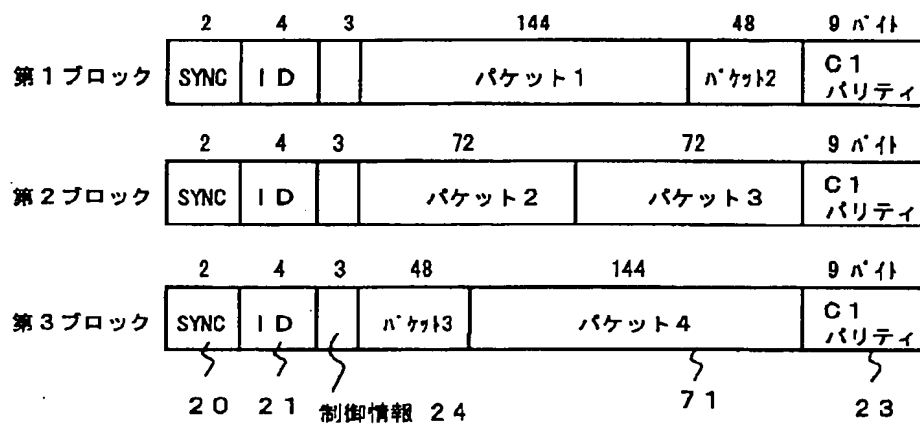 2 4 3 144 48 9 バイト
第1ブロック SYNC ID パケット1 パケット2 C1
パリティ
2 4 3 72 72 9 バイト
第2ブロック SYNC ID パケット2 パケット3 C1
パリティ
2 4 3 48 144 9 バイト
第3ブロック SYNC ID パケット3 パケット4 C1
パリティ
20 21 制御情報 24 71 23